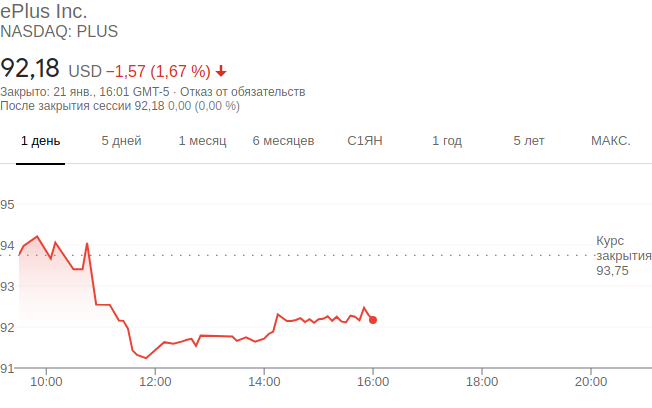 ePlus Inc.
NASDAQ: PLUS
92,18 USD −1,57 (1,67 %)
Закрыто: 21 янв., 16:01 GMT-5 · Отказ от обязательств
После закрытия сессии 92,18 0,00 (0,00 %)
1 день 5 дней 1 месяц 6 месяцев С1ЯН 1 год 5 лет МАКС.
95
94
Курс
закрытия
93,75
93
92
91
10:00 12:00 14:00 16:00 18:00 20:00